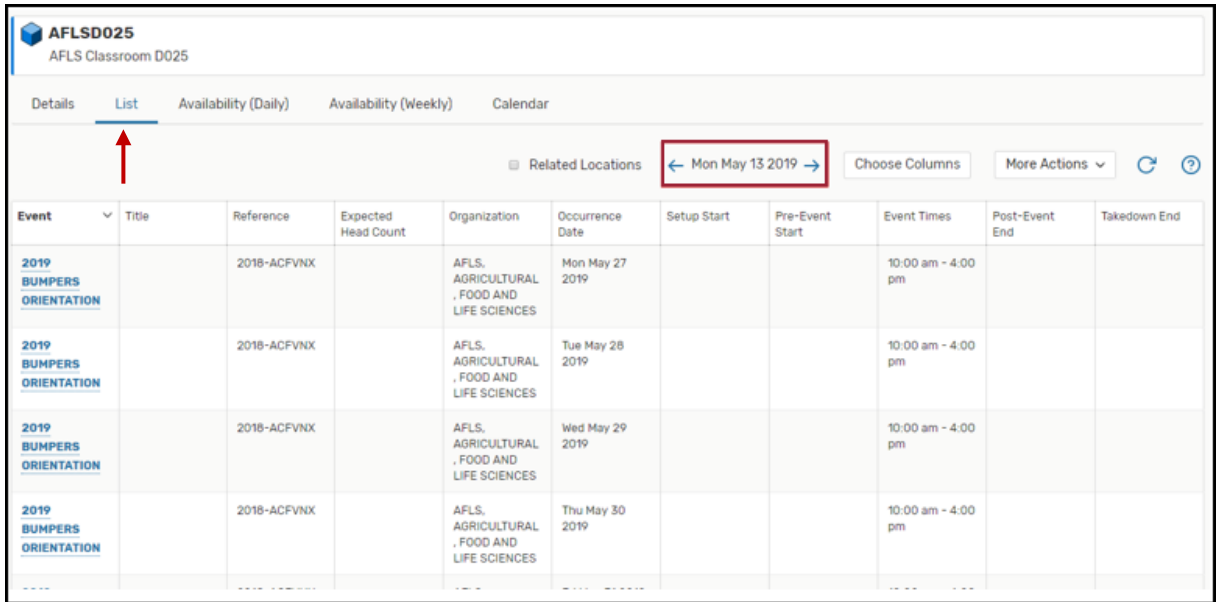 AFLSD025
AFLS Classroom D025
Details List Availability (Daily) Availability (Weekly) Calendar
Related Locations ← Mon May 13 2019 → Choose Columns More Actions
Event Title Reference Expected Head Count Organization Occurrence Date Setup Start Pre-Event Start Event Times Post-Event End Takedown End
2019 2018-ACFVNX AFLS, Mon May 27 10:00 am - 4:00
BUMPERS AGRICULTURAL 2019 pm
ORIENTATION , FOOD AND
LIFE SCIENCES
2019 2018-ACFVNX AFLS, Tue May 28 10:00 am - 4:00
BUMPERS AGRICULTURAL 2019 pm
ORIENTATION , FOOD AND
LIFE SCIENCES
2019 2018-ACFVNX AFLS, Wed May 29 10:00 am - 4:00
BUMPERS AGRICULTURAL 2019 pm
ORIENTATION , FOOD AND
LIFE SCIENCES
2019 2018-ACFVNX AFLS, Thu May 30 10:00 am - 4:00
BUMPERS AGRICULTURAL 2019 pm
ORIENTATION , FOOD AND
LIFE SCIENCES